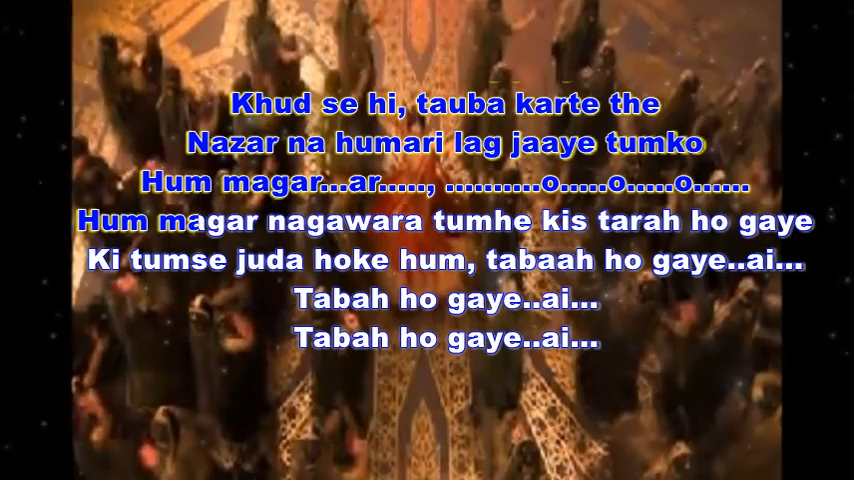 Khud se hi, tauba karte the
Nazar na humari lag jaaye tumko
Hum magar...ar....., ..........o.....o.....o......
Hum magar nagawara tumhe kis tarah ho gaye
Ki tumse juda hoke hum, tabaah ho gaye..ai...
Tabah ho gaye..ai...
Tabah ho gaye..ai...